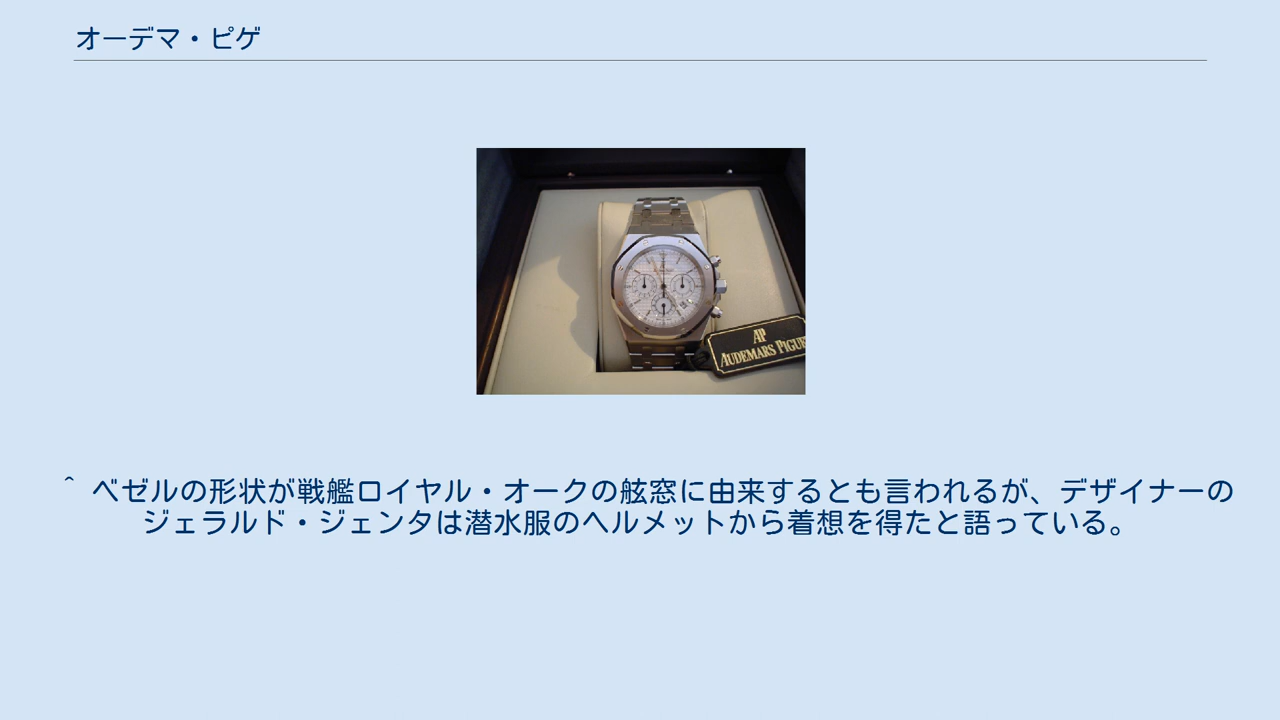 オーデマ・ピゲ
AP
AUDEMARS PIGUE
^ ベゼルの形状が戦艦ロイヤル・オークの舷窓に由来するとも言われるが、デザイナーの
ジェラルド・ジェンタは潜水服のヘルメットから着想を得たと語っている。